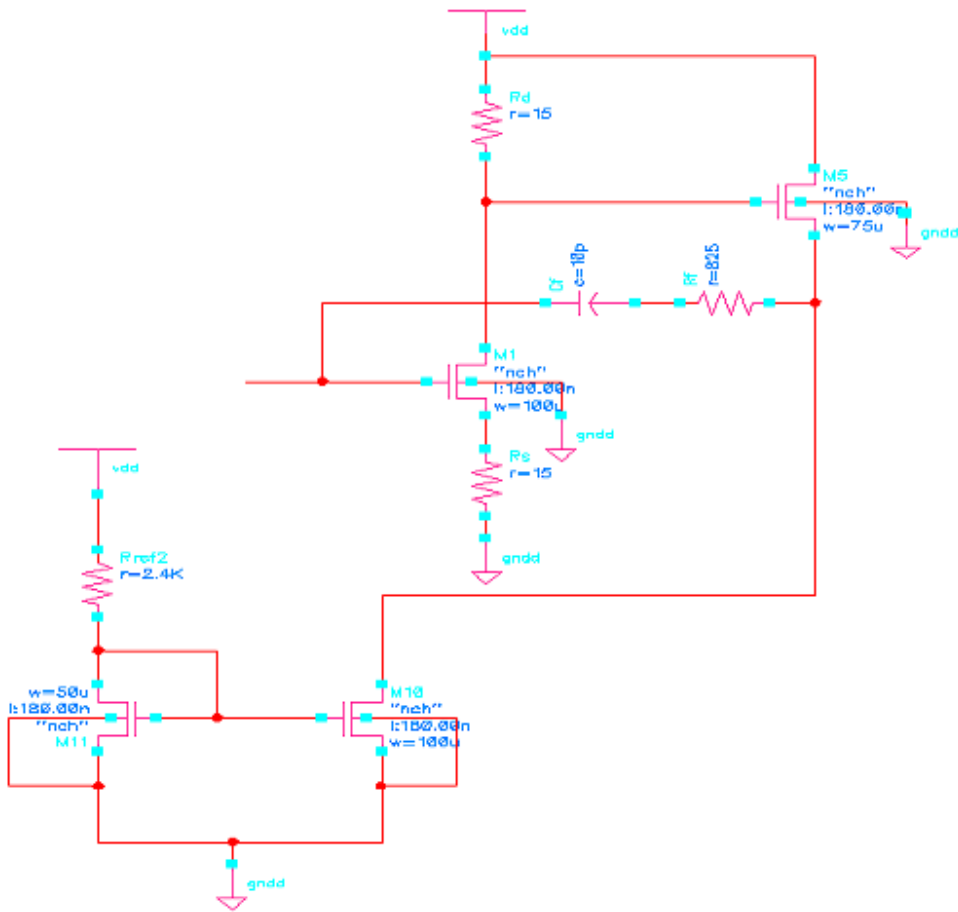 vdd
Rd
r=15
M5
"nch"
l:180.00n
w=75u
gndd
Cf
c=10p
Rf
r=825
M1
"nch"
l:180.00n
w=100u
gndd
Rs
r=15
gndd
vdd
Rref2
r=2.4K
w=50u
l:180.00n
"nch"
M11
M10
"nch"
l:180.00n
w=100u
gndd